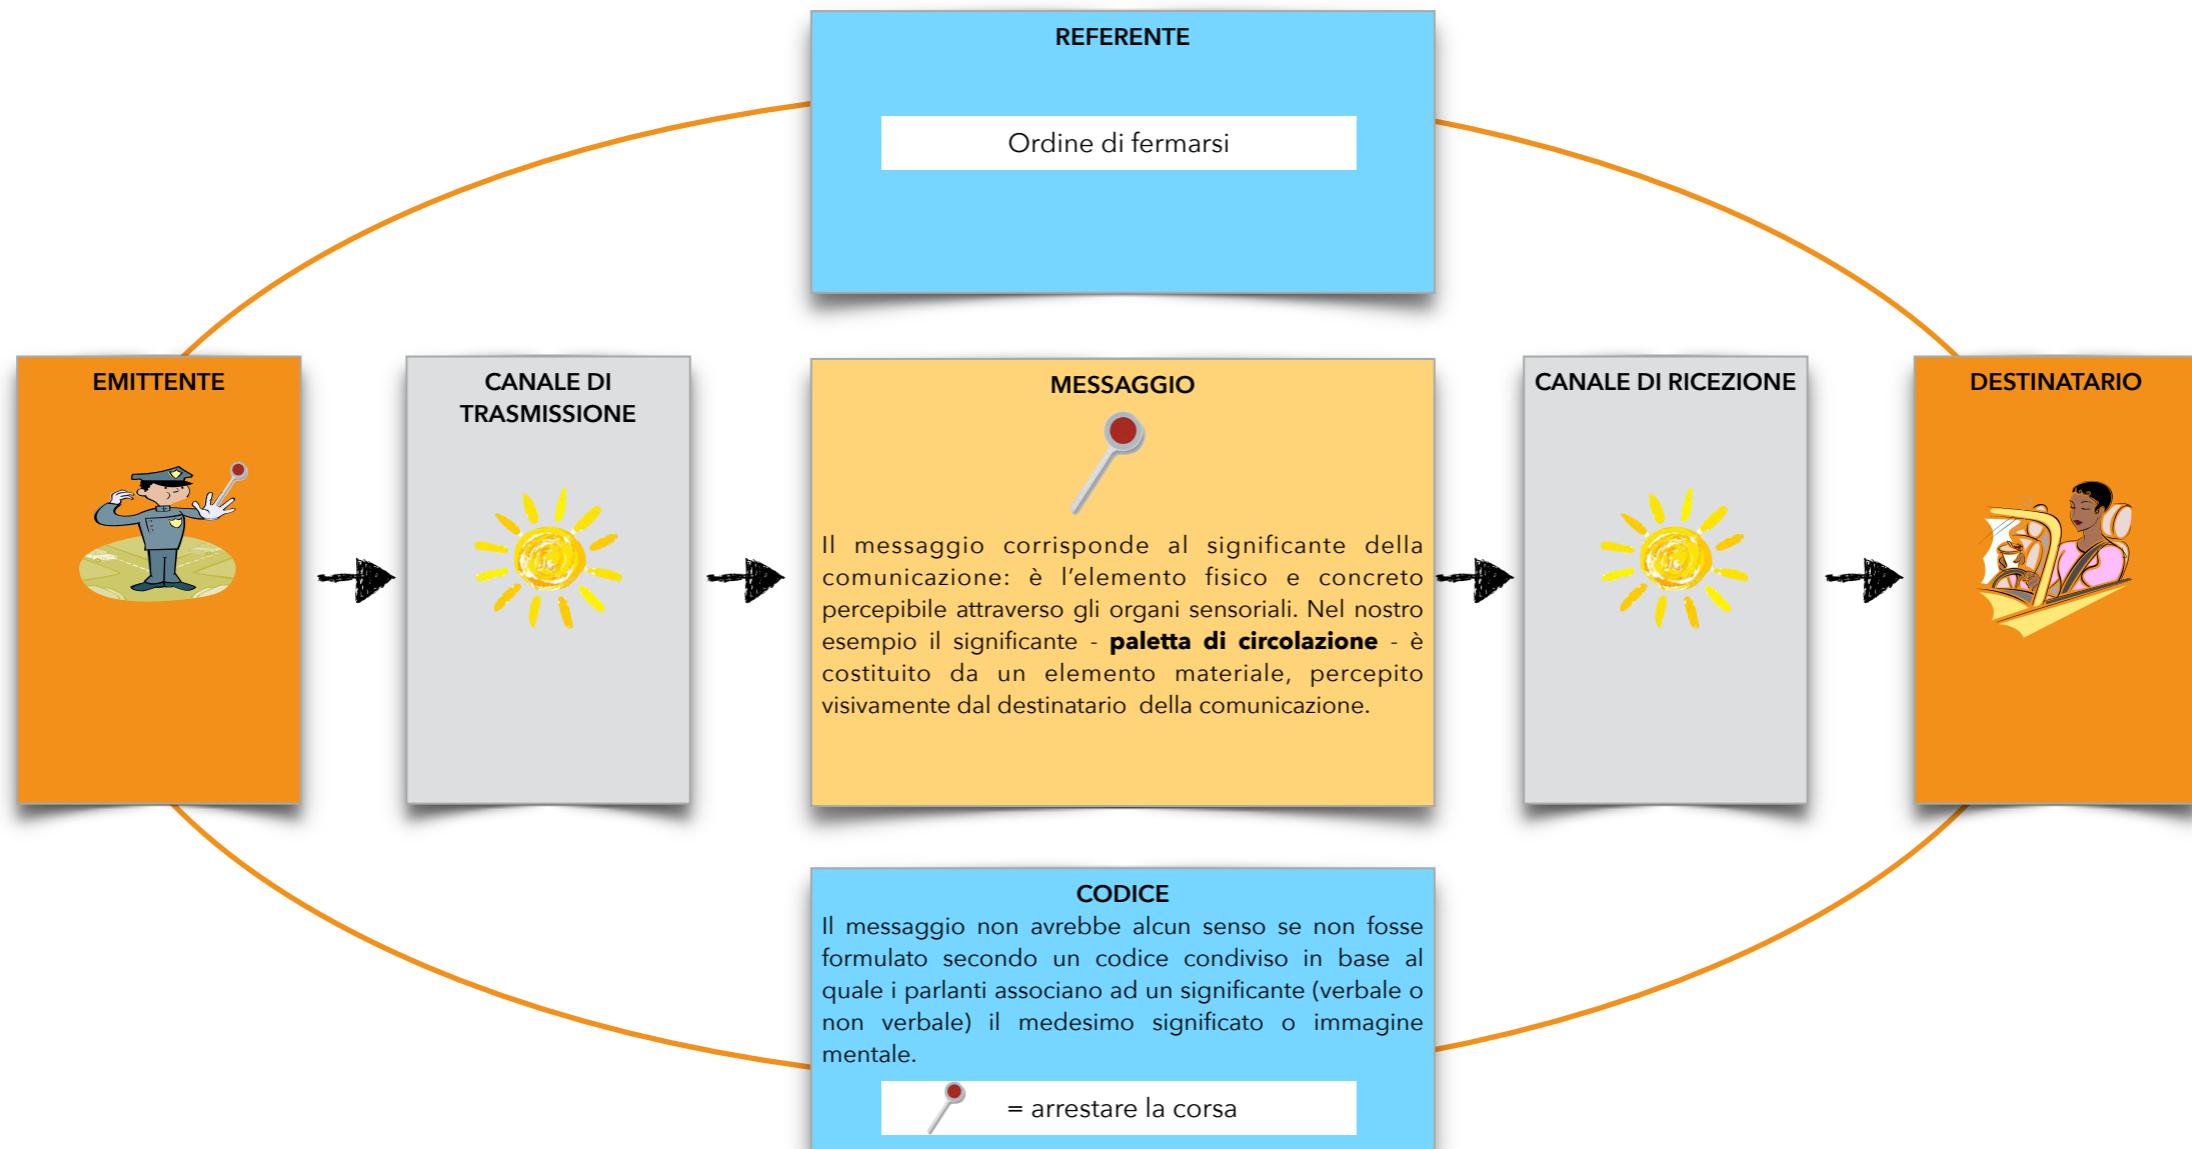 REFERENTE
Ordine di fermarsi
EMITTENTE
CANALE DI
TRASMISSIONE
MESSAGGIO
Il messaggio corrisponde al significante della
comunicazione: è l'elemento fisico e concreto
percepibile attraverso gli organi sensoriali. Nel nostro
esempio il significante - paletta di circolazione - è
costituito da un elemento materiale, percepito
visivamente dal destinatario della comunicazione.
CANALE DI RICEZIONE
DESTINATARIO
CODICE
Il messaggio non avrebbe alcun senso se non fosse
formulato secondo un codice condiviso in base al
quale i parlanti associano ad un significante (verbale o
non verbale) il medesimo significato o immagine
mentale.
= arrestare la corsa